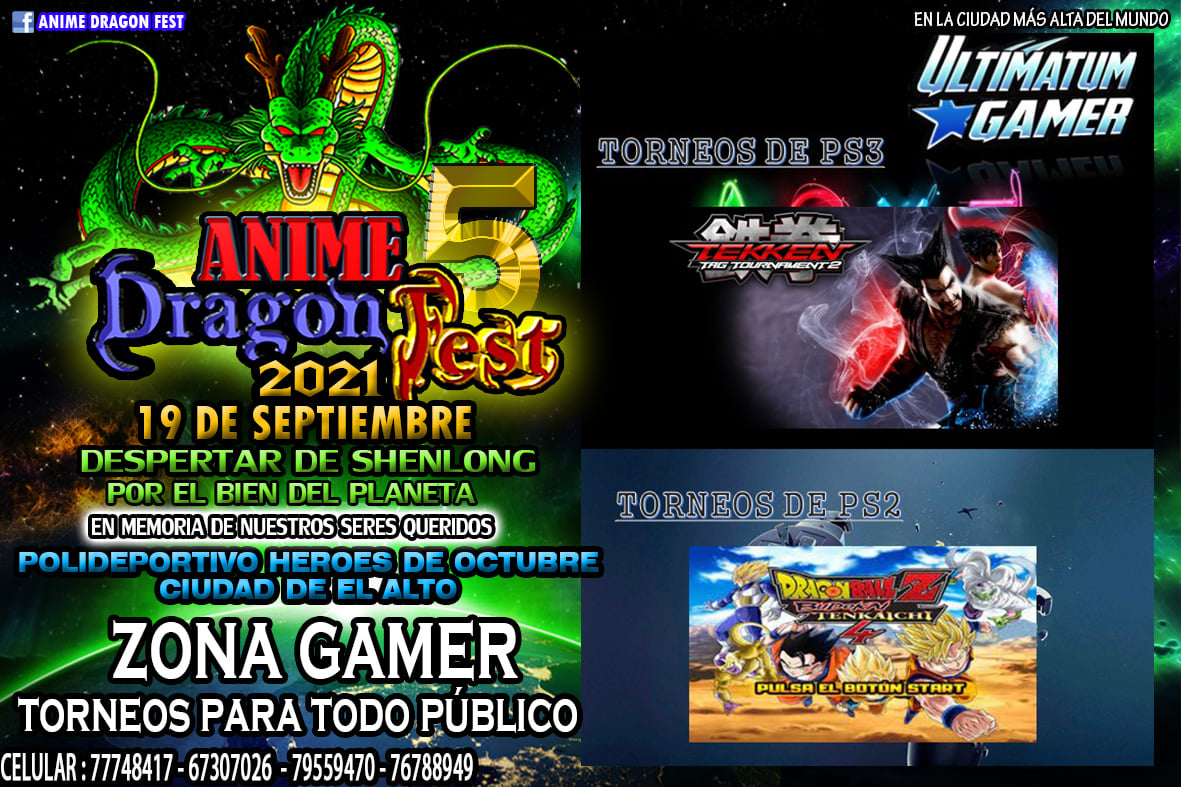 ANIME DRAGON FEST
EN LA CIUDAD MÁS ALTA DEL MUNDO
ULTIMATUM
GAMER
5
ANIME
Dragon Fest
2021
19 DE SEPTIEMBRE
DESPERTAR DE SHENLONG
POR EL BIEN DEL PLANETA
EN MEMORIA DE NUESTROS SERES QUERIDOS
POLIDEPORTIVO HEROES DE OCTUBRE
CIUDAD DE EL ALTO
ZONA GAMER
TORNEOS PARA TODO PÚBLICO
CELULAR : 77748417 - 67307026 - 79559470 - 76788949
TORNEOS DE PS3
TEKKEN
TAG TOURNAMENT 2
TORNEOS DE PS2
DRAGON BALL Z
BUDOKAI
TENKAICHI
4
PULSA EL BOTÓN START